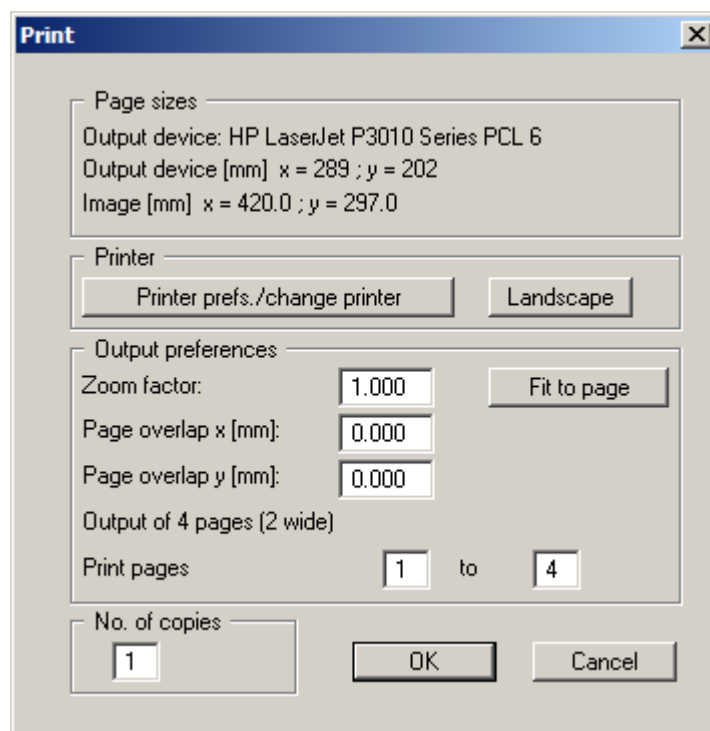 Print
Page sizes
Output device: HP LaserJet P3010 Series PCL 6
Output device [mm]  x = 289 ; y = 202
Image [mm]  x = 420.0 ; y = 297.0
Printer
Printer prefs./change printer
Landscape
Output preferences
Zoom factor: 1.000 Fit to page
Page overlap x [mm]: 0.000
Page overlap y [mm]: 0.000
Output of 4 pages (2 wide)
Print pages 1 to 4
No. of copies
1
OK
Cancel